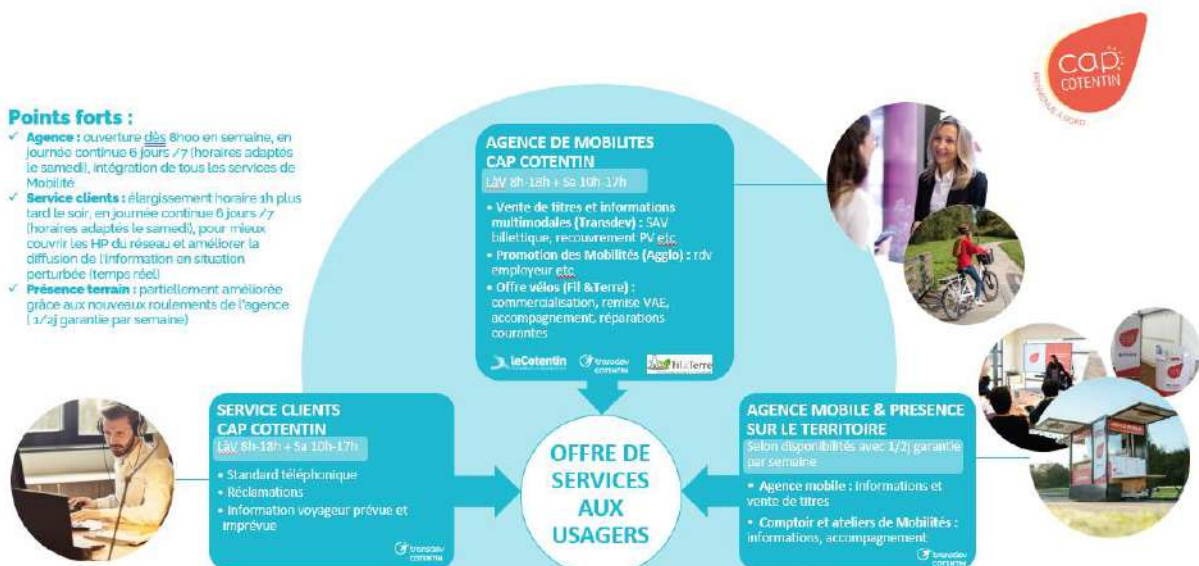 cap
COTENTIN
BIENVENUE À BORD
Points forts :
✓ Agence : ouverture dès 8h00 en semaine, en
journée continue 6 jours /7 (horaires adaptés
le samedi), intégration de tous les services de
Mobilité
✓ Service clients : élargissement horaire 1h plus
tard le soir, en journée continue 6 jours /7
(horaires adaptés le samedi), pour mieux
couvrir les HP du réseau et améliorer la
diffusion de l'information en situation
perturbée (temps réel)
✓ Présence terrain : partiellement améliorée
grâce aux nouveaux roulements de l'agence
( 1/2j garantie par semaine)
AGENCE DE MOBILITES
CAP COTENTIN
LàV 8h-18h + Sa 10h-17h
• Vente de titres et informations
multimodales (Transdev) : SAV
billettique, recouvrement PV etc
• Promotion des Mobilités (Agglo) : rdv
employeur etc
• Offre vélos (Fil &Terre) :
commercialisation, remise VAE,
accompagnement, réparations
courantes
leCotentin
transdev
COTENTIN
Fil&Terre
SERVICE CLIENTS
CAP COTENTIN
LàV 8h-18h + Sa 10h-17h
• Standard téléphonique
• Réclamations
• Information voyageur prévue et
imprévue
transdev
COTENTIN
OFFRE DE
SERVICES
AUX
USAGERS
AGENCE MOBILE & PRESENCE
SUR LE TERRITOIRE
Selon disponibilités avec 1/2j garantie
par semaine
• Agence mobile : informations et
vente de titres
• Comptoir et ateliers de Mobilités :
informations, accompagnement
transdev
COTENTIN